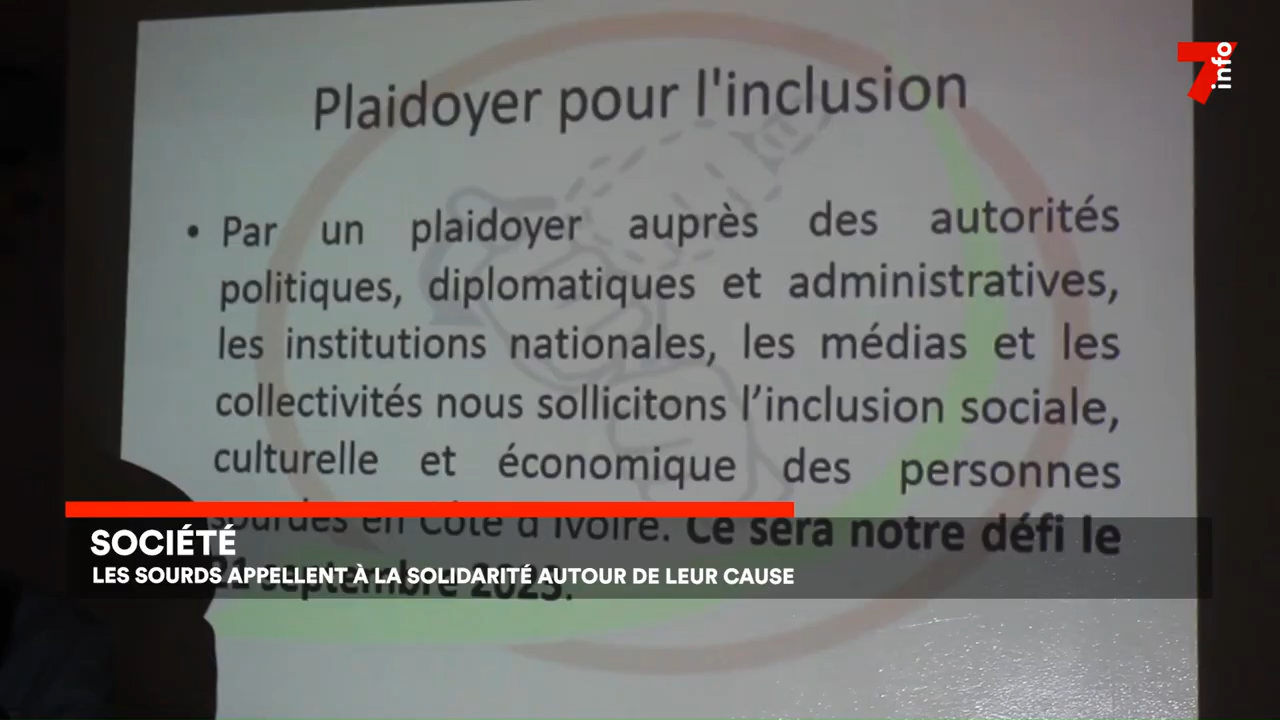 7 info
Plaidoyer pour l'inclusion
• Par un plaidoyer auprès des autorités
politiques, diplomatiques et administratives,
les institutions nationales, les médias et les
collectivités nous sollicitons l’inclusion sociale,
culturelle et économique des personnes
sourdes en Côte d'Ivoire. Ce sera notre défi le
21 septembre 2025.
SOCIÉTÉ
LES SOURDS APPELLENT À LA SOLIDARITÉ AUTOUR DE LEUR CAUSE